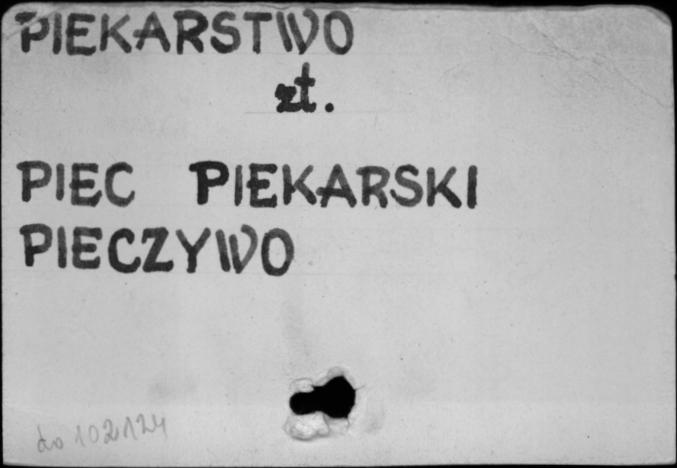 PIEKARSTWO
zt.
PIEC PIEKARSKI
PIECZYWO
do 102124